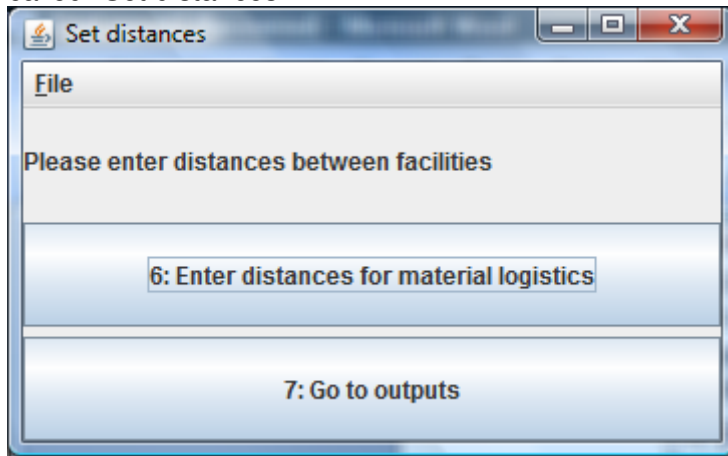 Set distances
File
Please enter distances between facilities
6: Enter distances for material logistics
7: Go to outputs